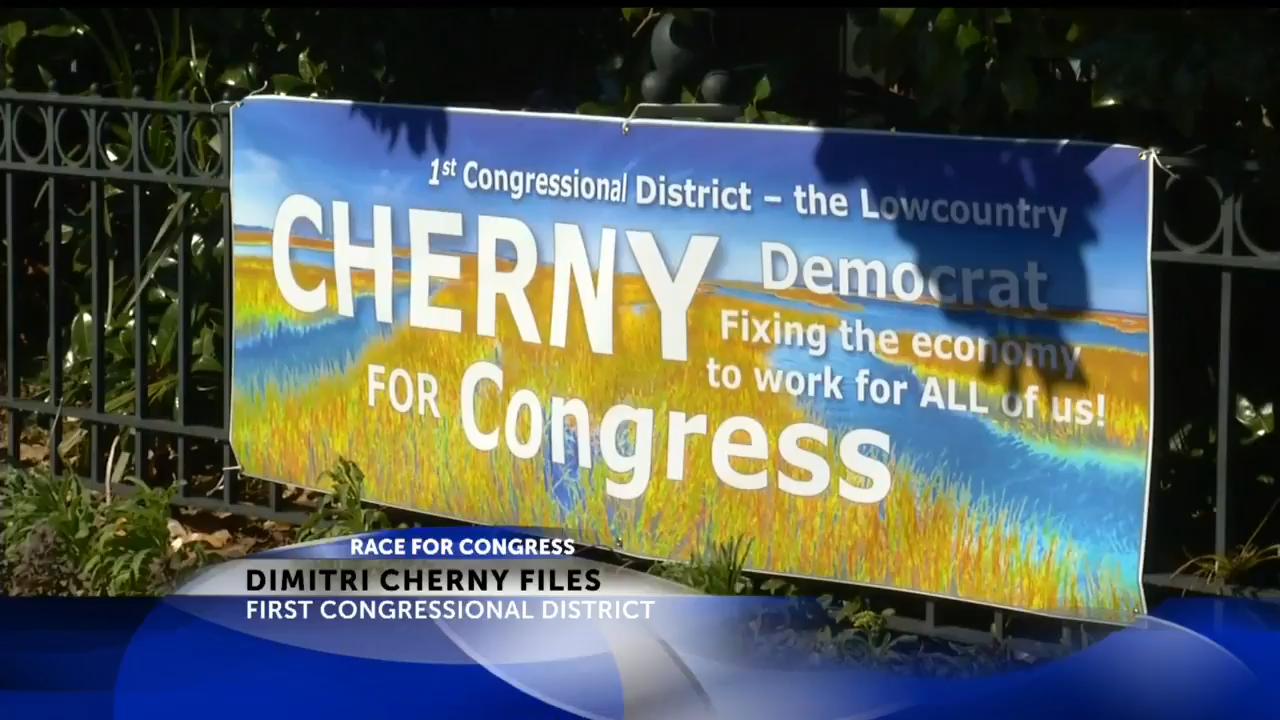 1st Congressional District – the Lowcountry
CHERNY
Democrat
Fixing the economy
to work for ALL of us!
FOR Congress
RACE FOR CONGRESS
DIMITRI CHERNY FILES
FIRST CONGRESSIONAL DISTRICT